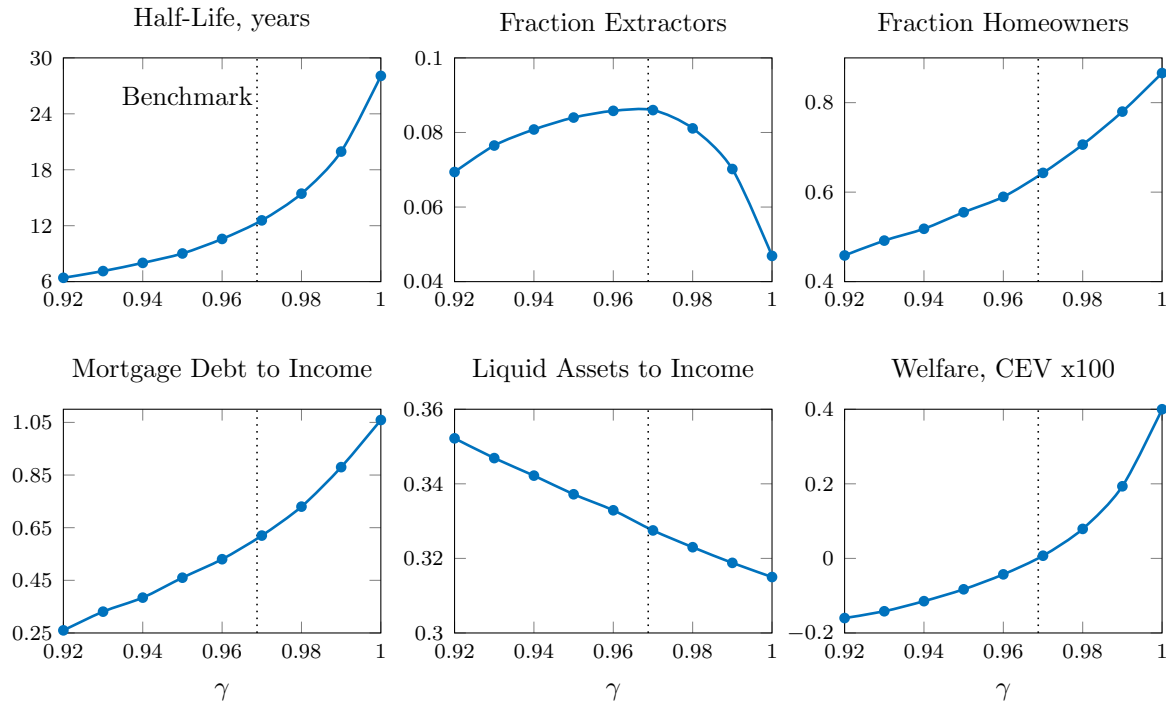 Half-Life, years
30
24
18
12
6
Benchmark
0.92 0.94 0.96 0.98 1
Fraction Extractors
0.1
0.08
0.06
0.04
0.92 0.94 0.96 0.98 1
Fraction Homeowners
0.8
0.6
0.4
0.92 0.94 0.96 0.98 1
Mortgage Debt to Income
1.05
0.85
0.65
0.45
0.25
0.92 0.94 0.96 0.98 1
γ
Liquid Assets to Income
0.36
0.34
0.32
0.3
0.92 0.94 0.96 0.98 1
γ
Welfare, CEV x100
0.4
0.2
0
−0.2
0.92 0.94 0.96 0.98 1
γ